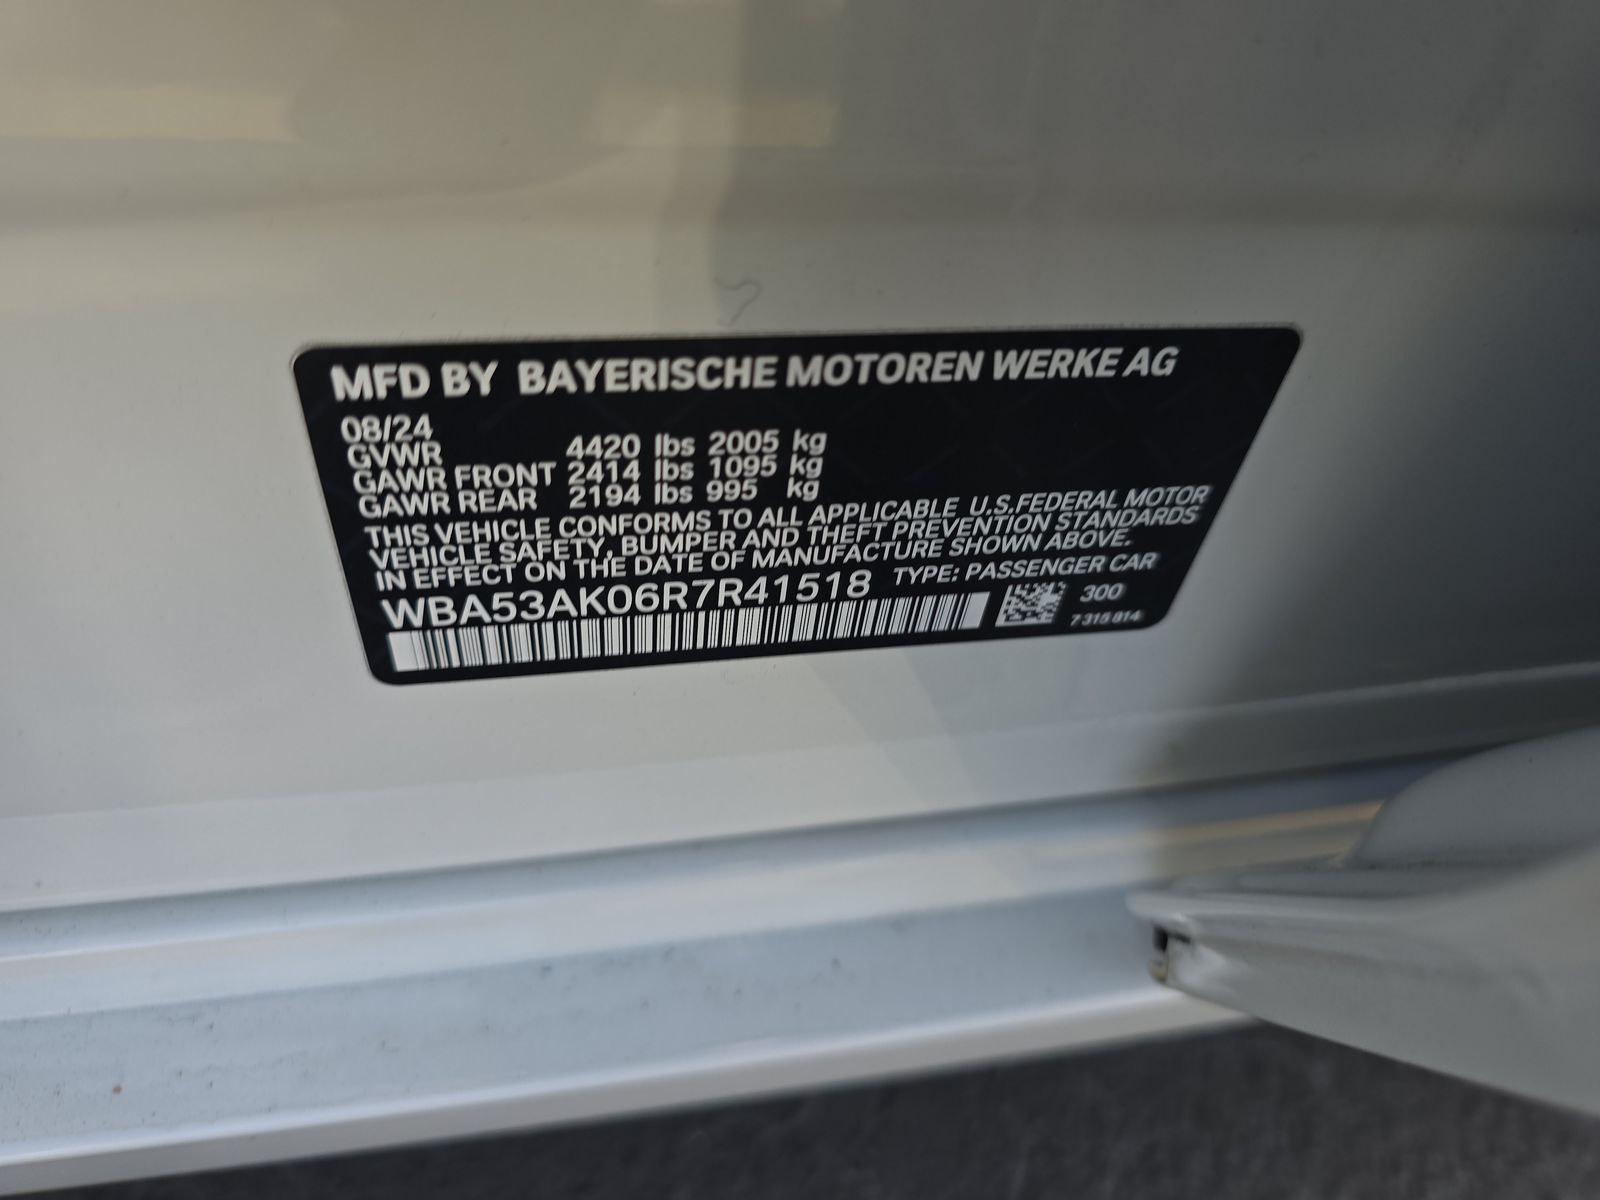 MFD BY BAYERISCHE MOTOREN WERKE AG
08/24
GVWR 4420 lbs 2005 kg
GAWR FRONT 2414 lbs 1095 kg
GAWR REAR 2194 lbs 995 kg
THIS VEHICLE CONFORMS TO ALL APPLICABLE U.S.FEDERAL MOTOR
VEHICLE SAFETY, BUMPER AND THEFT PREVENTION STANDARDS
IN EFFECT ON THE DATE OF MANUFACTURE SHOWN ABOVE.
WBA53AK06R7R41518 TYPE: PASSENGER CAR
300
7 315 814